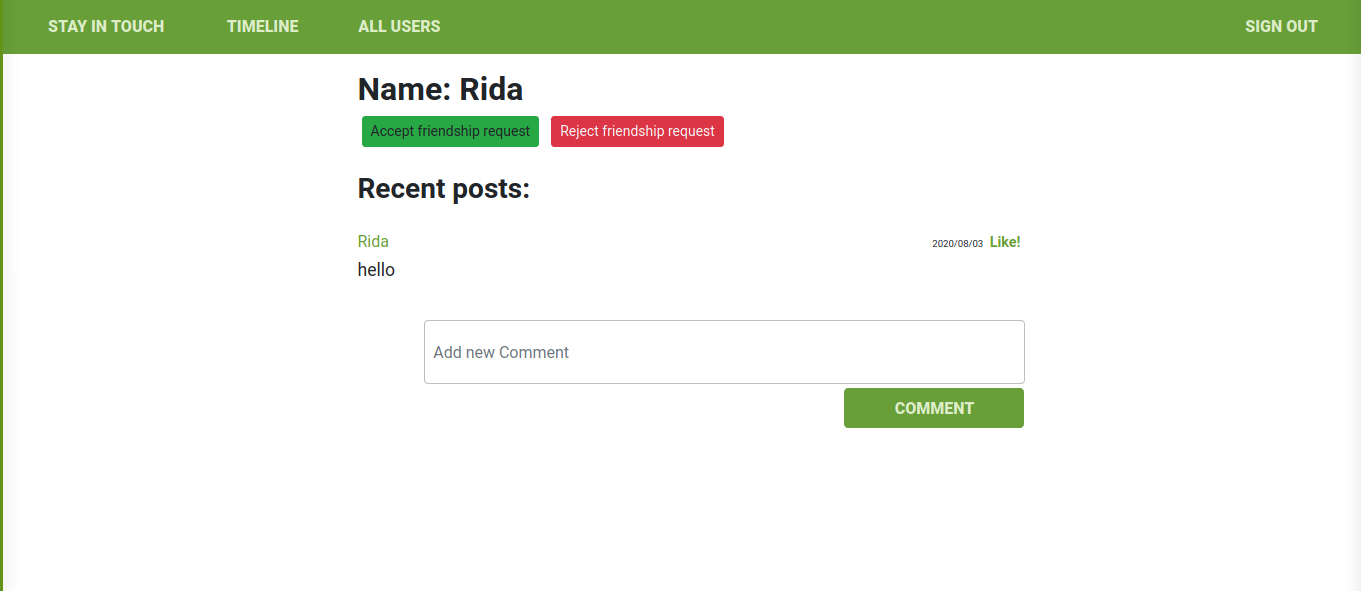 STAY IN TOUCH TIMELINE ALL USERS SIGN OUT
Name: Rida
Accept friendship request Reject friendship request
Recent posts:
Rida 2020/08/03 Like!
hello
Add new Comment
COMMENT